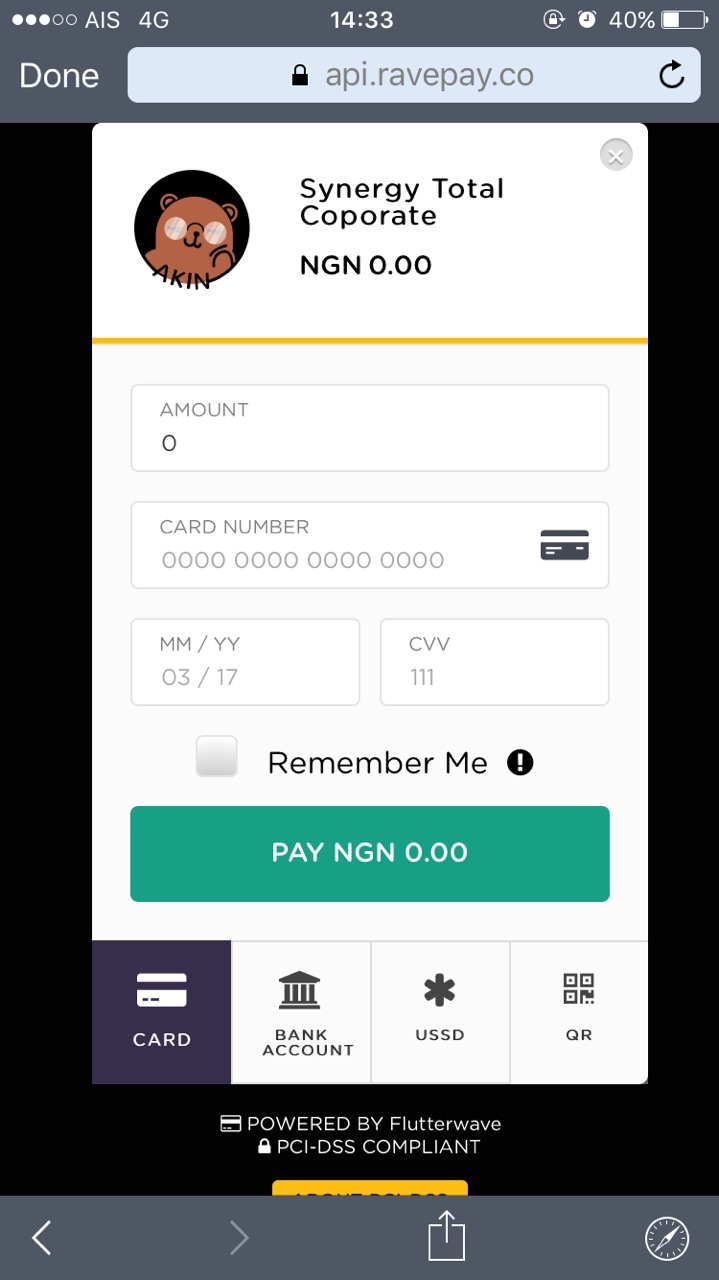 AIS 4G 14:33 40%
Done api.ravepay.co
Synergy Total
Coporate
NGN 0.00
AKIN
AMOUNT
0
CARD NUMBER
0000 0000 0000 0000
MM / YY
03 / 17
CVV
111
Remember Me
PAY NGN 0.00
CARD
BANK
ACCOUNT
USSD
QR
POWERED BY Flutterwave
PCI-DSS COMPLIANT